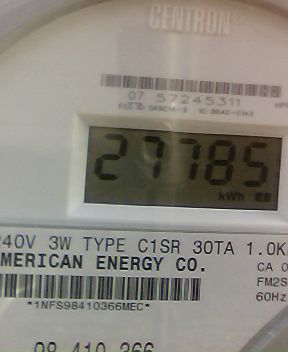 CENTRON
07 57245311
27785
kWh
240V 3W TYPE C1SR 30TA 1.0K
AMERICAN ENERGY CO.
CA 0
FM2S
60Hz
*1NFS98410366MEC*
98 410 366